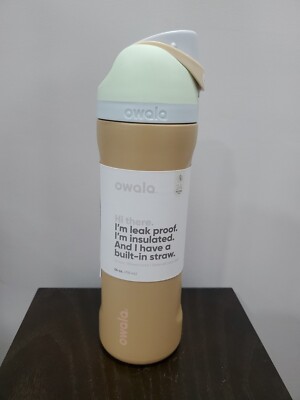 owala
owala
Hi there.
I'm leak proof.
I'm insulated.
And I have a
built-in straw.
owala